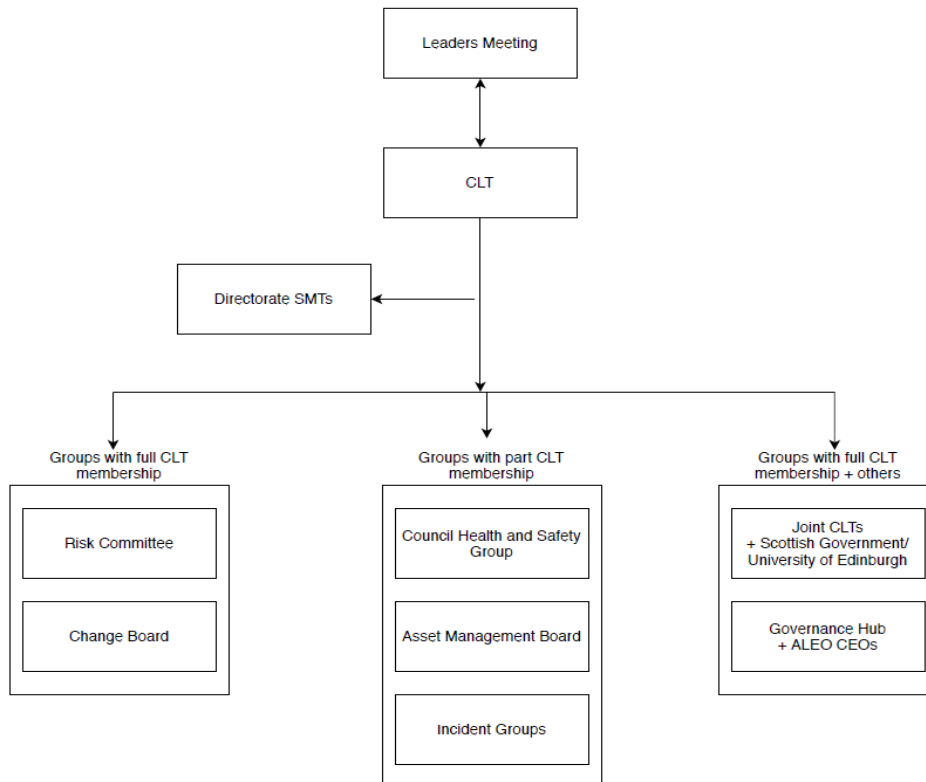 Leaders Meeting
CLT
Directorate SMTs
Groups with full CLT
membership
Risk Committee
Change Board
Groups with part CLT
membership
Council Health and Safety
Group
Asset Management Board
Incident Groups
Groups with full CLT
membership + others
Joint CLTs
+ Scottish Government/
University of Edinburgh
Governance Hub
+ ALEO CEOs